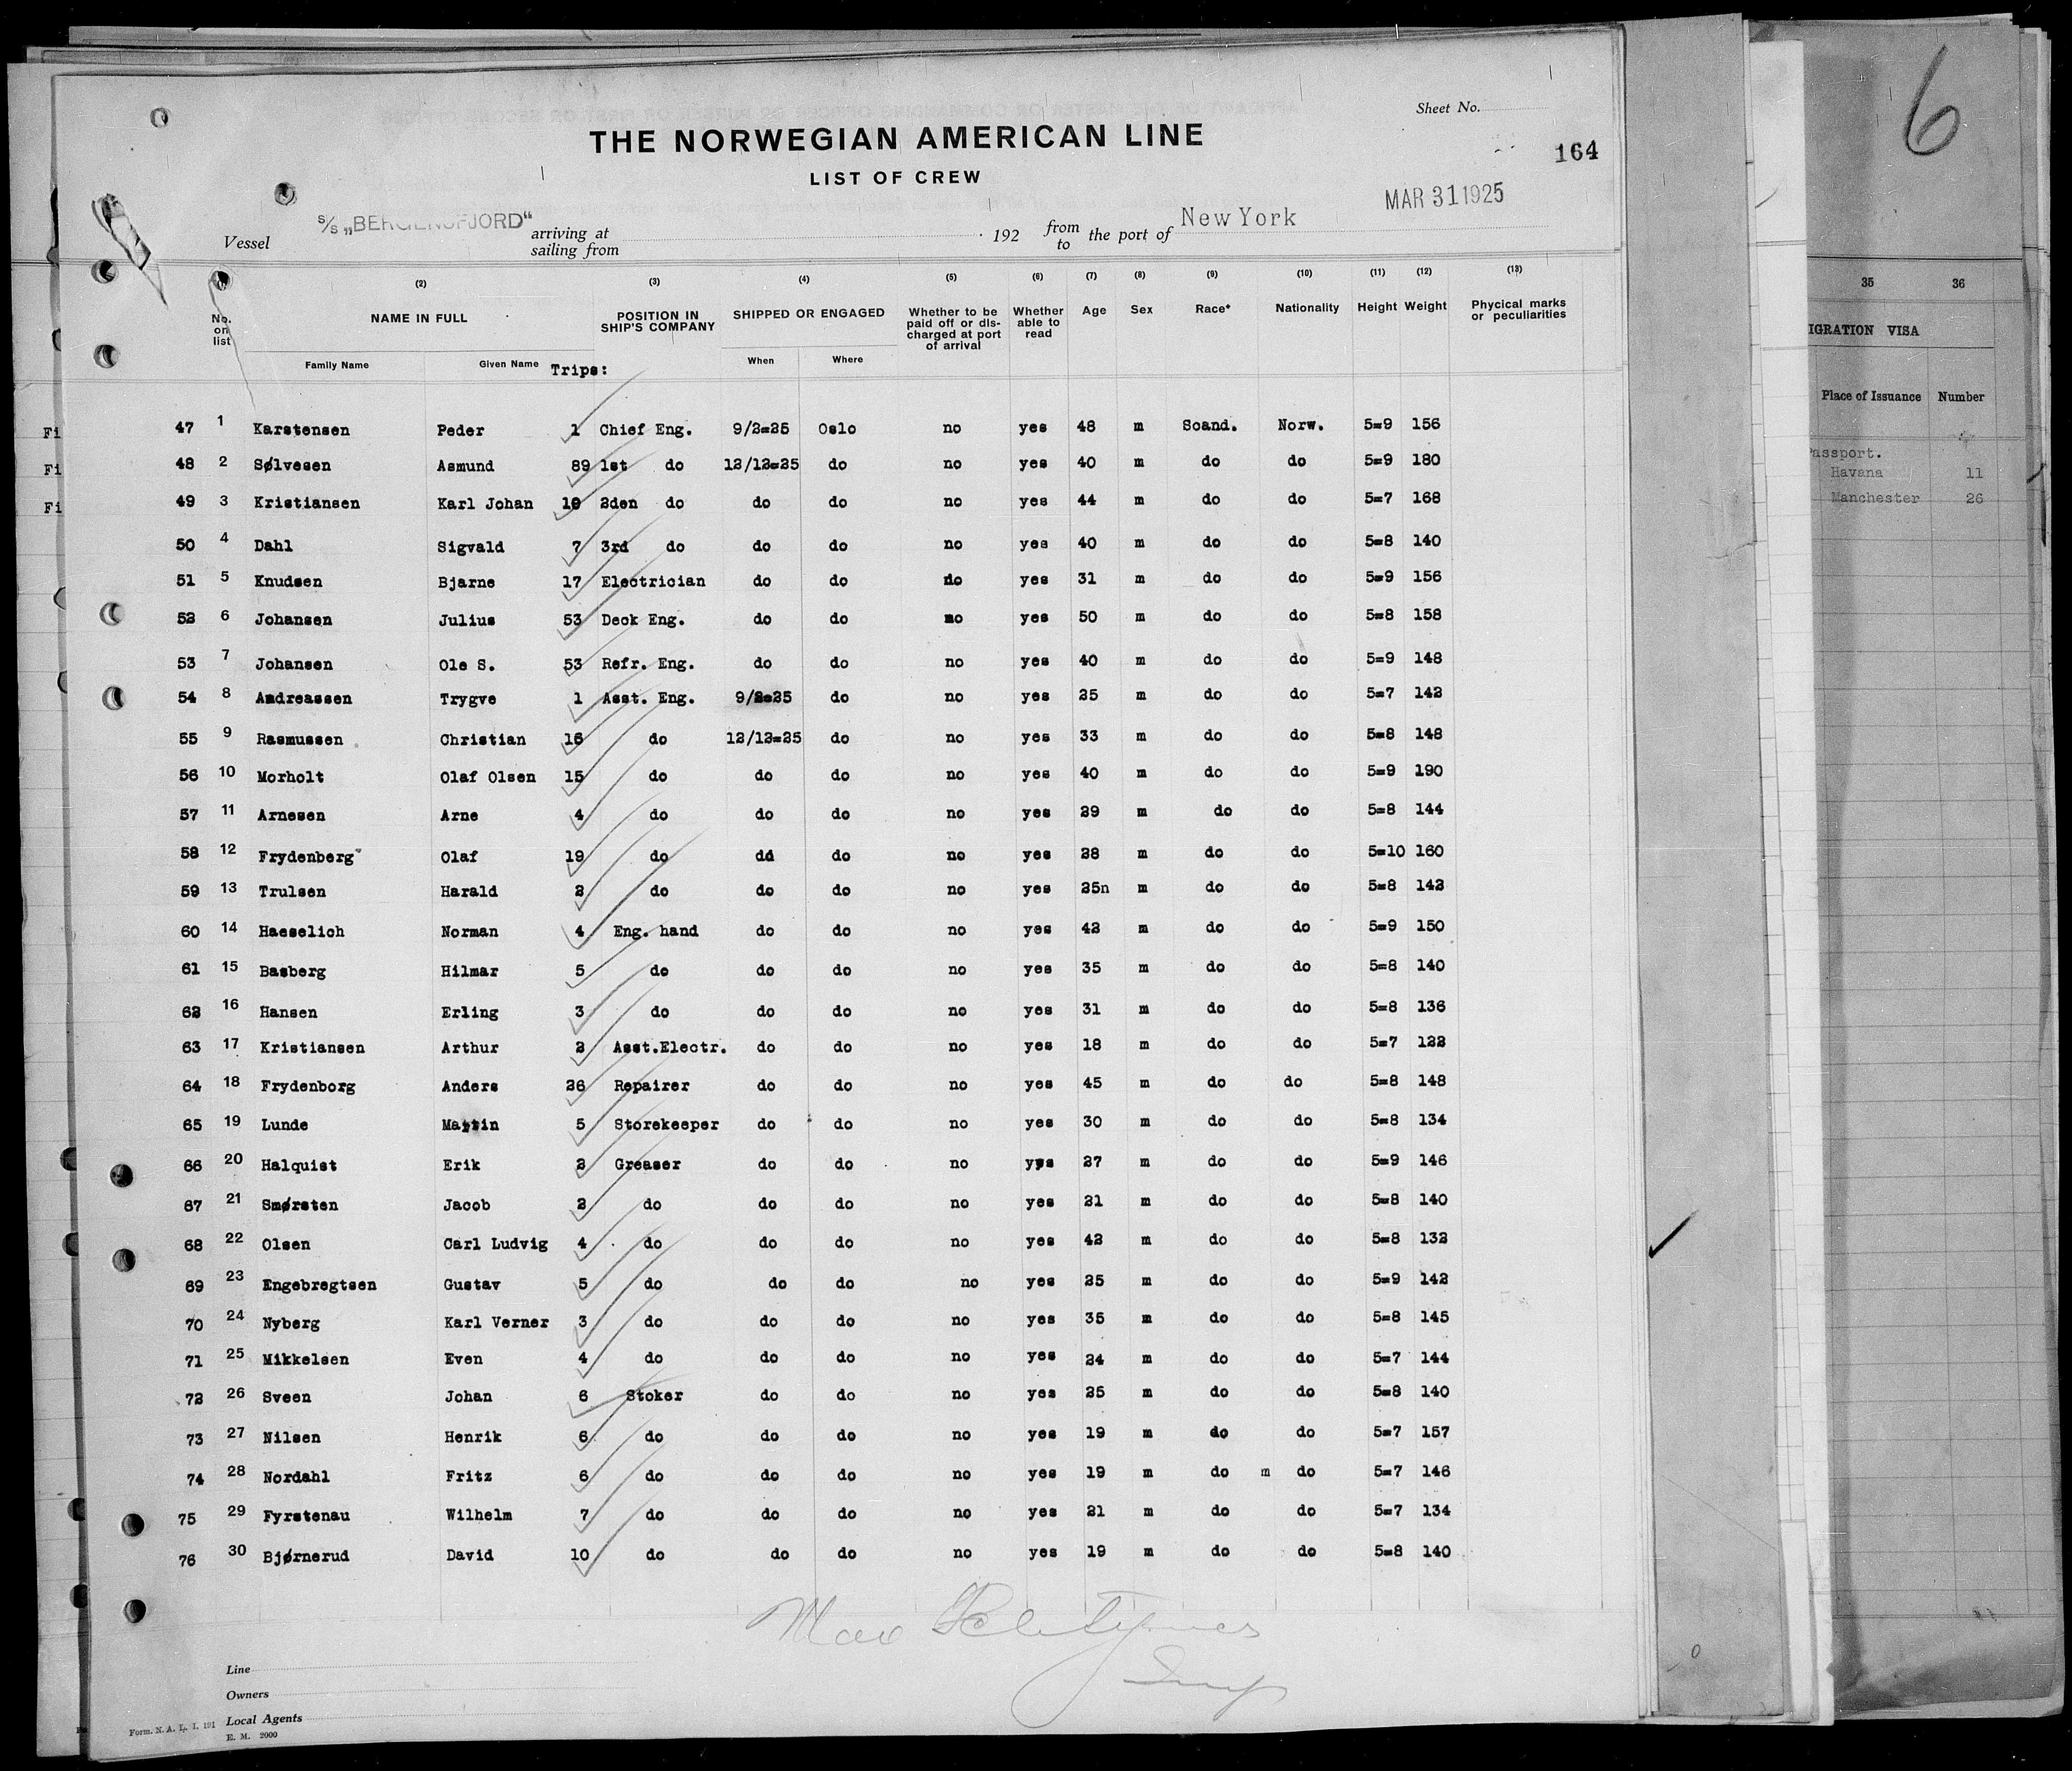 Sheet No.
THE NORWEGIAN AMERICAN LINE
164
LIST OF CREW
MAR 31 1925
Vessel S/S „BERGENSFJORD“ arriving at sailing from 192 from to the port of New York
(2) (3) (4) (5) (6) (7) (8) (9) (10) (11) (12) (13)
No. on list NAME IN FULL POSITION IN SHIP'S COMPANY SHIPPED OR ENGAGED Whether to be paid off or discharged at port of arrival Whether able to read Age Sex Race* Nationality Height Weight Phycical marks or peculiarities
Family Name Given Name Trips: When Where
47 1 Karstensen Peder 1 Chief Eng. 9/2=25 Oslo no yes 48 m Scand. Norw. 5=9 156
48 2 Sølvesen Asmund 89 1st do 12/12=25 do no yes 40 m do do 5=9 180
49 3 Kristiansen Karl Johan 10 2den do do do no yes 44 m do do 5=7 168
50 4 Dahl Sigvald 7 3rd do do do no yes 40 m do do 5=8 140
51 5 Knudsen Bjarne 17 Electrician do do no yes 31 m do do 5=9 156
52 6 Johansen Julius 53 Deck Eng. do do no yes 50 m do do 5=8 158
53 7 Johansen Ole S. 53 Refr. Eng. do do no yes 40 m do do 5=9 148
54 8 Andreassen Trygve 1 Asst. Eng. 9/2=25 do no yes 25 m do do 5=7 142
55 9 Rasmussen Christian 16 do 12/12=25 do no yes 33 m do do 5=8 148
56 10 Morholt Olaf Olsen 15 do do do no yes 40 m do do 5=9 190
57 11 Arnesen Arne 4 do do do no yes 29 m do do 5=8 144
58 12 Frydenberg Olaf 19 do dd do no yes 28 m do do 5=10 160
59 13 Trulsen Harald 2 do do do no yes 25n m do do 5=8 142
60 14 Haeselich Norman 4 Eng. hand do do no yes 42 m do do 5=9 150
61 15 Basberg Hilmar 5 do do do no yes 35 m do do 5=8 140
62 16 Hansen Erling 3 do do do no yes 31 m do do 5=8 136
63 17 Kristiansen Arthur 2 Asst.Electr. do do no yes 18 m do do 5=7 122
64 18 Frydenborg Anders 26 Repairer do do no yes 45 m do do 5=8 148
65 19 Lunde Martin 5 Storekeeper do do no yes 30 m do do 5=8 134
66 20 Halquist Erik 2 Greaser do do no yes 27 m do do 5=9 146
67 21 Smørsten Jacob 2 do do do no yes 21 m do do 5=8 140
68 22 Olsen Carl Ludvig 4 do do do no yes 42 m do do 5=8 132
69 23 Engebregtsen Gustav 5 do do do no yes 25 m do do 5=9 142
70 24 Nyberg Karl Verner 3 do do do no yes 35 m do do 5=8 145
71 25 Mikkelsen Even 4 do do do no yes 24 m do do 5=7 144
72 26 Sveen Johan 6 Stoker do do no yes 25 m do do 5=8 140
73 27 Nilsen Henrik 6 do do do no yes 19 m do do 5=7 157
74 28 Nordahl Fritz 6 do do do no yes 19 m do m do 5=7 146
75 29 Fyrstenau Wilhelm 7 do do do no yes 21 m do do 5=7 134
76 30 Bjørnerud David 10 do do do no yes 19 m do do 5=8 140
Line
Owners
Local Agents
Form. N. A. L. I. 191
E. M. 2000
6
35 36
IGRATION VISA
Place of Issuance Number
assport.
Havana 11
Manchester 26
Fi
Fi
Fi